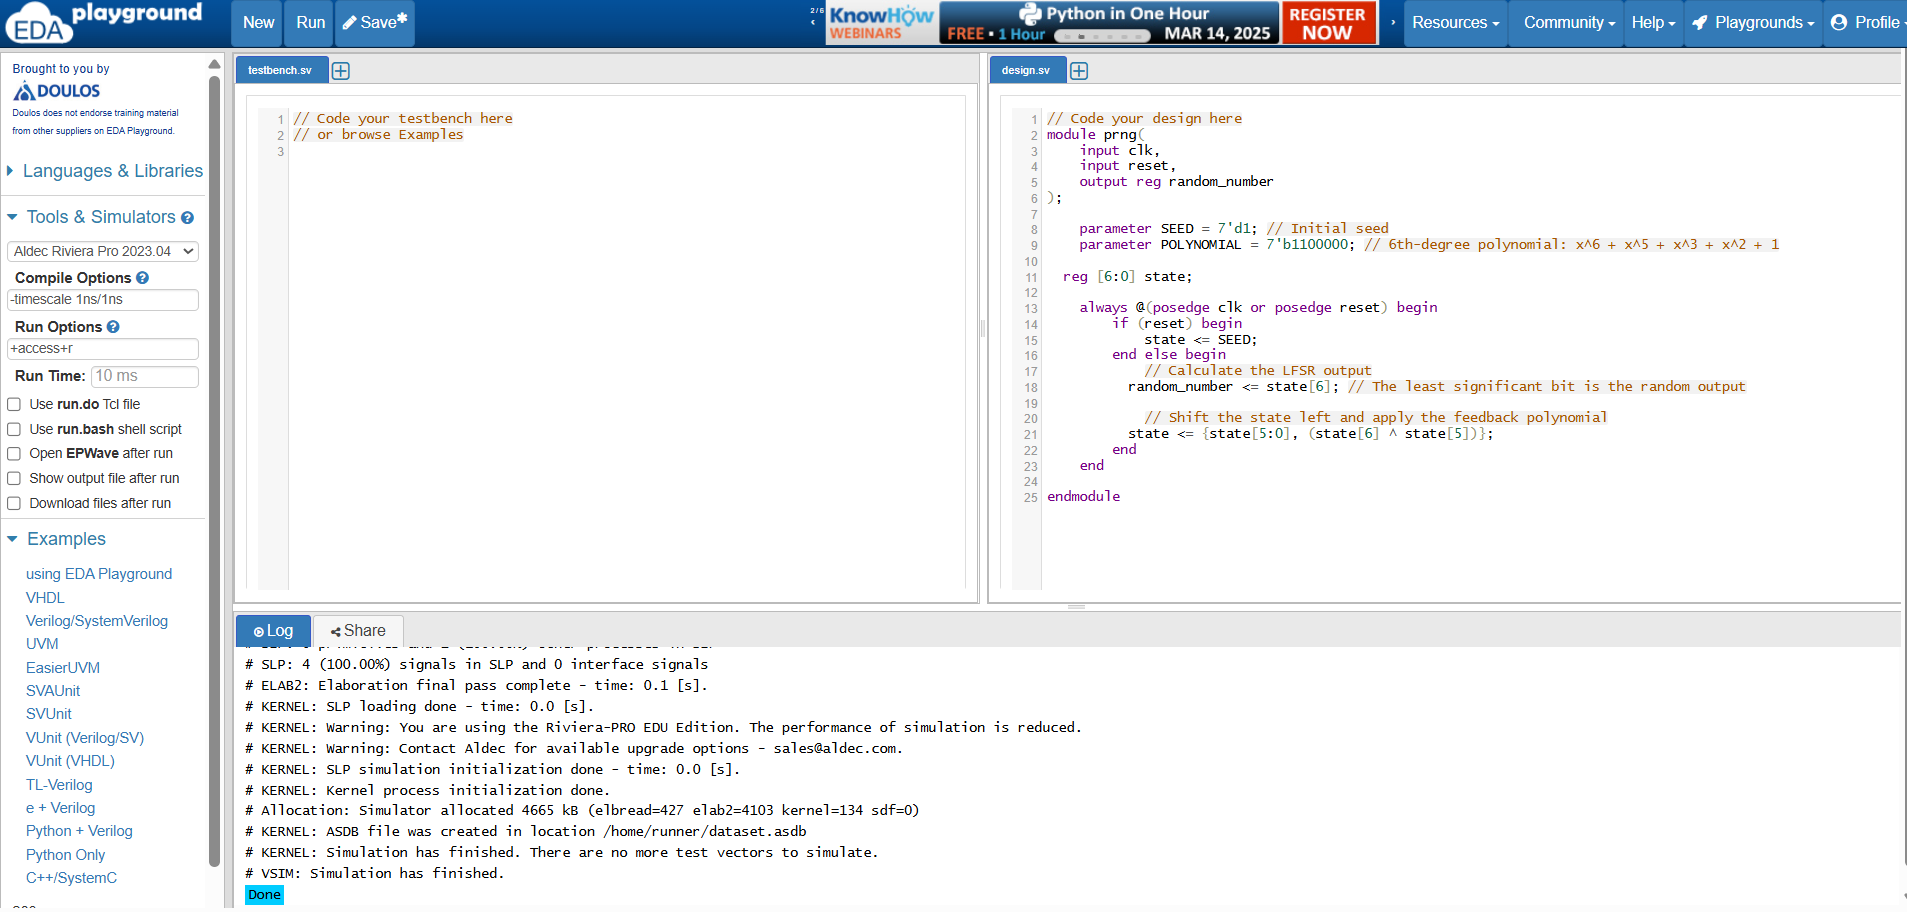 EDA playground
New
Run
Save*
2/6
KnowHow
WEBINARS
Python in One Hour
FREE • 1 Hour
MAR 14, 2025
REGISTER
NOW
Resources
Community
Help
Playgrounds
Profile
Brought to you by
DOULOS
Doulos does not endorse training material
from other suppliers on EDA Playground.
Languages & Libraries
Tools & Simulators
Aldec Riviera Pro 2023.04
Compile Options
-timescale 1ns/1ns
Run Options
+access+r
Run Time: 10 ms
Use run.do Tcl file
Use run.bash shell script
Open EPWave after run
Show output file after run
Download files after run
Examples
using EDA Playground
VHDL
Verilog/SystemVerilog
UVM
EasierUVM
SVAUnit
SVUnit
VUnit (Verilog/SV)
VUnit (VHDL)
TL-Verilog
e + Verilog
Python + Verilog
Python Only
C++/SystemC
testbench.sv
1 // Code your testbench here
2 // or browse Examples
3
design.sv
1 // Code your design here
2 module prng(
3 input clk,
4 input reset,
5 output reg random_number
6 );
7
8 parameter SEED = 7'd1; // Initial seed
9 parameter POLYNOMIAL = 7'b1100000; // 6th-degree polynomial: x^6 + x^5 + x^3 + x^2 + 1
10
11 reg [6:0] state;
12
13 always @(posedge clk or posedge reset) begin
14 if (reset) begin
15 state <= SEED;
16 end else begin
17 // Calculate the LFSR output
18 random_number <= state[6]; // The least significant bit is the random output
19
20 // Shift the state left and apply the feedback polynomial
21 state <= {state[5:0], (state[6] ^ state[5])};
22 end
23 end
24
25 endmodule
Log
Share
# SLP: 4 (100.00%) signals in SLP and 0 interface signals
# ELAB2: Elaboration final pass complete - time: 0.1 [s].
# KERNEL: SLP loading done - time: 0.0 [s].
# KERNEL: Warning: You are using the Riviera-PRO EDU Edition. The performance of simulation is reduced.
# KERNEL: Warning: Contact Aldec for available upgrade options - sales@aldec.com.
# KERNEL: SLP simulation initialization done - time: 0.0 [s].
# KERNEL: Kernel process initialization done.
# Allocation: Simulator allocated 4665 kB (elbread=427 elab2=4103 kernel=134 sdf=0)
# KERNEL: ASDB file was created in location /home/runner/dataset.asdb
# KERNEL: Simulation has finished. There are no more test vectors to simulate.
# VSIM: Simulation has finished.
Done